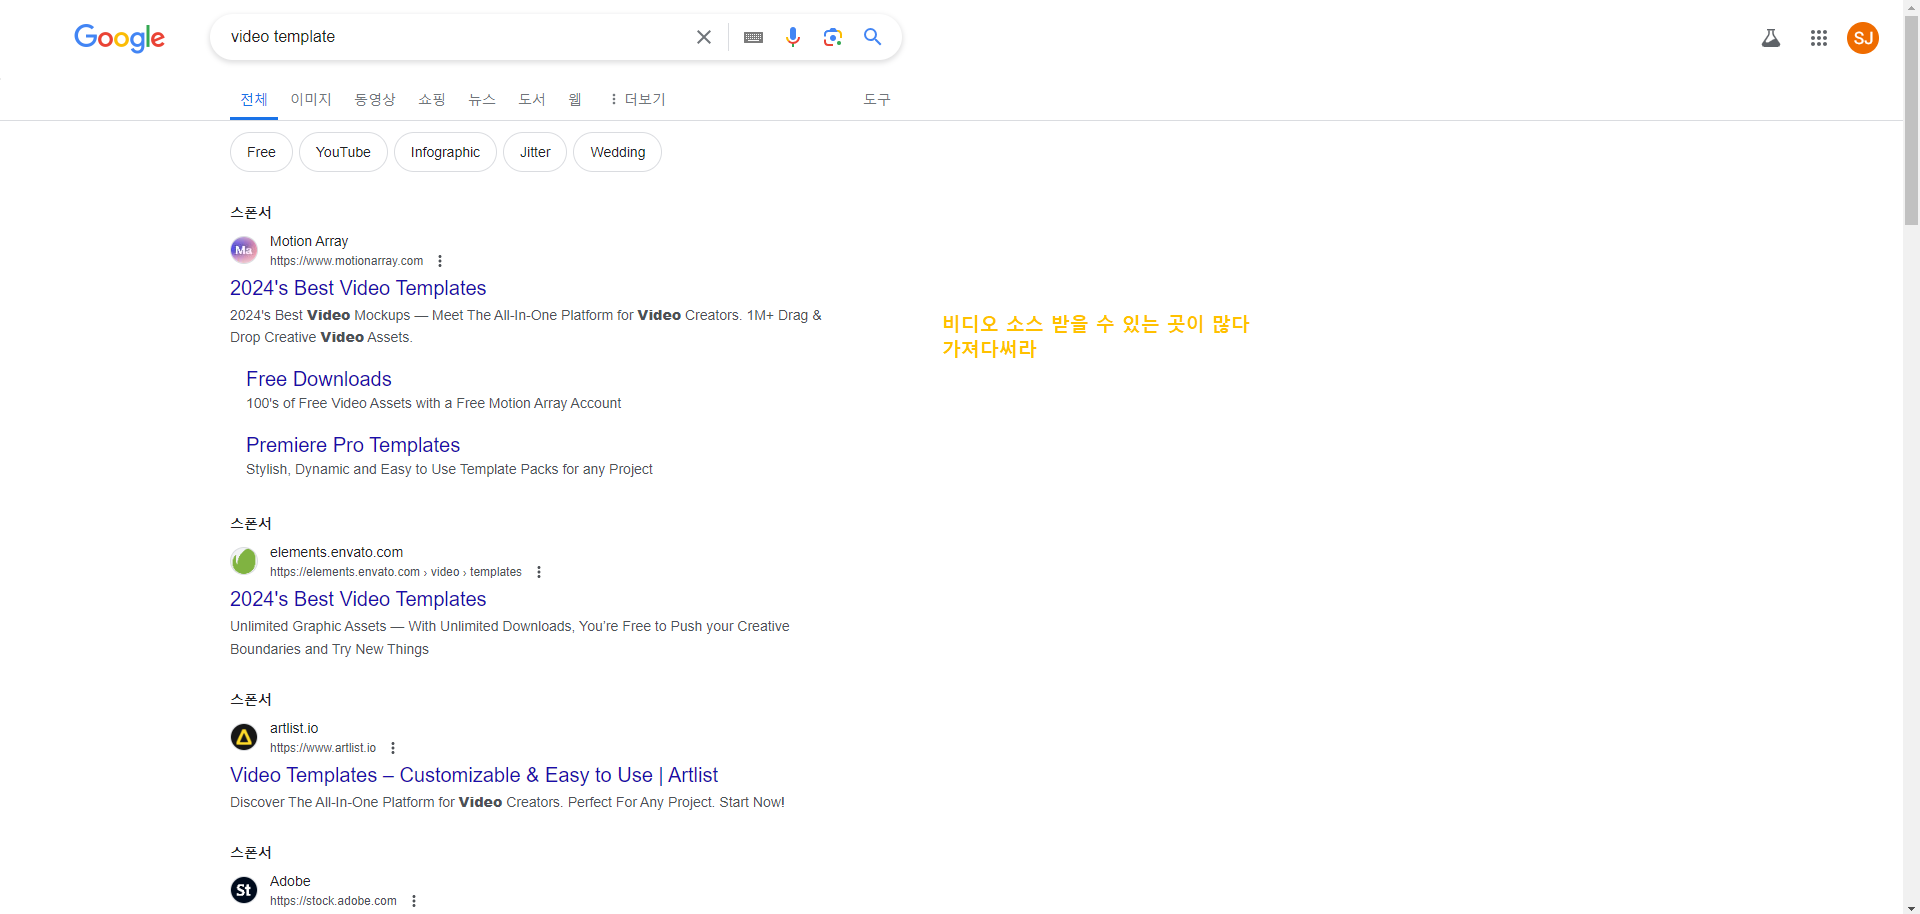 Google
video template
SJ
전체 이미지 동영상 쇼핑 뉴스 도서 웹 더보기 도구
Free YouTube Infographic Jitter Wedding
스폰서
Ma
Motion Array
https://www.motionarray.com
2024's Best Video Templates
2024's Best Video Mockups — Meet The All-In-One Platform for Video Creators. 1M+ Drag &
Drop Creative Video Assets.
비디오 소스 받을 수 있는 곳이 많다
가져다써라
Free Downloads
100's of Free Video Assets with a Free Motion Array Account
Premiere Pro Templates
Stylish, Dynamic and Easy to Use Template Packs for any Project
스폰서
elements.envato.com
https://elements.envato.com › video › templates
2024's Best Video Templates
Unlimited Graphic Assets — With Unlimited Downloads, You're Free to Push your Creative
Boundaries and Try New Things
스폰서
artlist.io
https://www.artlist.io
Video Templates – Customizable & Easy to Use | Artlist
Discover The All-In-One Platform for Video Creators. Perfect For Any Project. Start Now!
스폰서
St
Adobe
https://stock.adobe.com